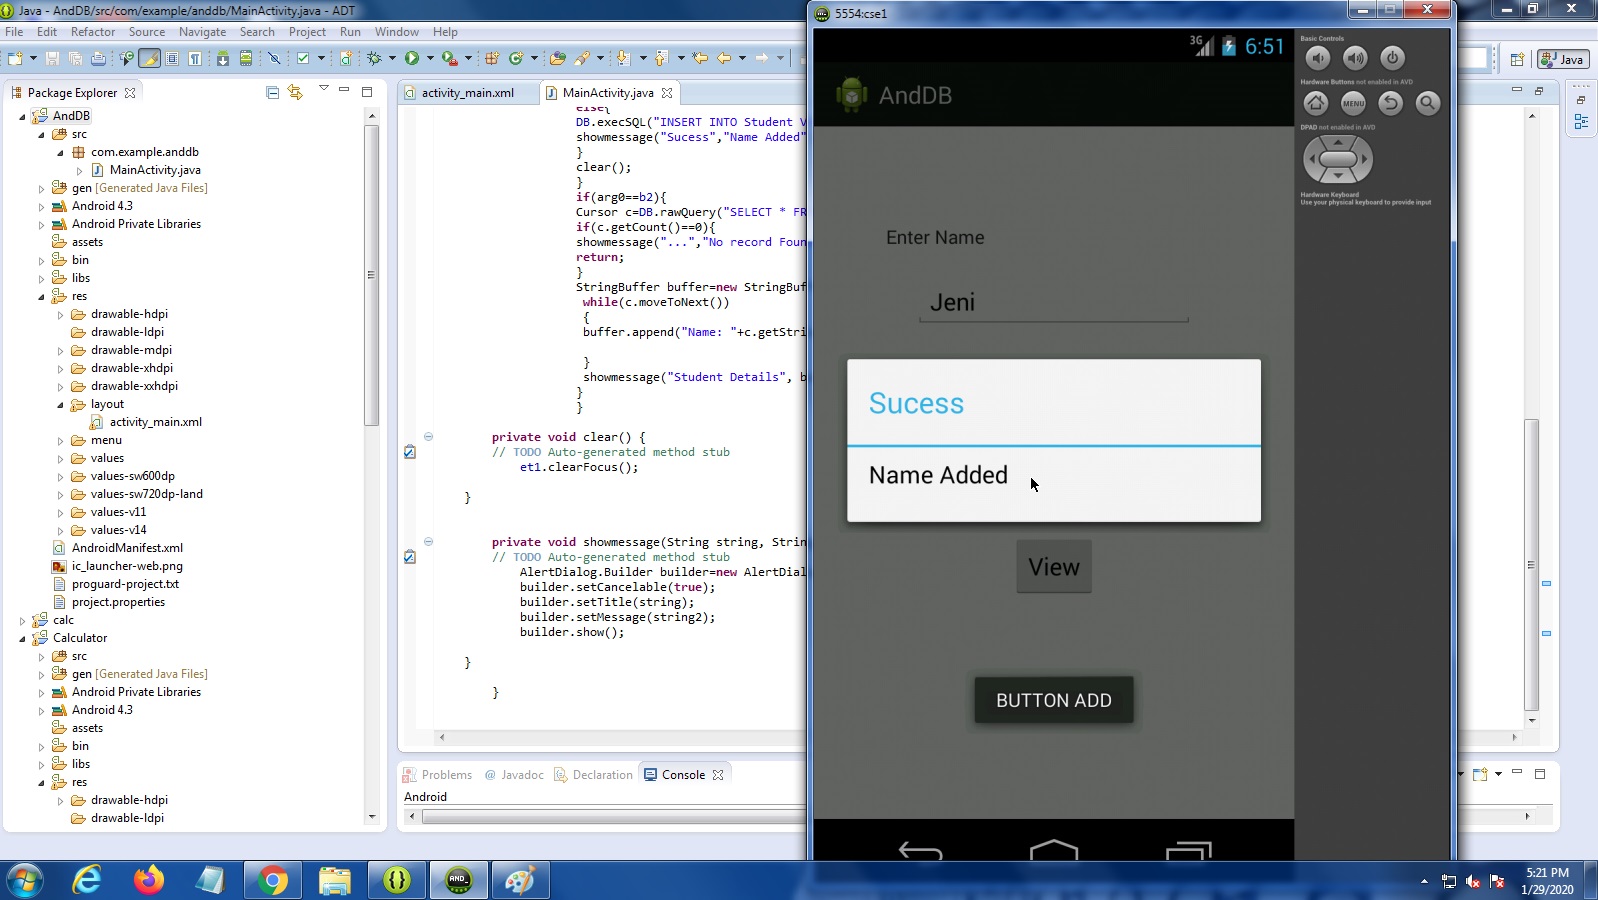 Java - AndDB/src/com/example/anddb/MainActivity.java - ADT
File Edit Refactor Source Navigate Search Project Run Window Help
Java
Package Explorer
AndDB
src
com.example.anddb
MainActivity.java
gen [Generated Java Files]
Android 4.3
Android Private Libraries
assets
bin
libs
res
drawable-hdpi
drawable-ldpi
drawable-mdpi
drawable-xhdpi
drawable-xxhdpi
layout
activity_main.xml
menu
values
values-sw600dp
values-sw720dp-land
values-v11
values-v14
AndroidManifest.xml
ic_launcher-web.png
proguard-project.txt
project.properties
calc
Calculator
src
gen [Generated Java Files]
Android Private Libraries
Android 4.3
assets
bin
libs
res
drawable-hdpi
drawable-ldpi
activity_main.xml MainActivity.java
else{
DB.execSQL("INSERT INTO Student V
showmessage("Sucess","Name Added"
}
clear();
}
if(arg0==b2){
Cursor c=DB.rawQuery("SELECT * FR
if(c.getCount()==0){
showmessage("...","No record Foun
return;
}
StringBuffer buffer=new StringBuf
while(c.moveToNext())
{
buffer.append("Name: "+c.getStri
}
showmessage("Student Details", b
}
}
private void clear() {
// TODO Auto-generated method stub
et1.clearFocus();
}
private void showmessage(String string, Strin
// TODO Auto-generated method stub
AlertDialog.Builder builder=new AlertDial
builder.setCancelable(true);
builder.setTitle(string);
builder.setMessage(string2);
builder.show();
}
}
Problems @ Javadoc Declaration Console
Android
5554:cse1
3G 6:51
AndDB
Enter Name
Jeni
Sucess
Name Added
View
BUTTON ADD
Basic Controls
Hardware Buttons not enabled in AVD
MENU
DPAD not enabled in AVD
Hardware Keyboard
Use your physical keyboard to provide input
5:21 PM
1/29/2020